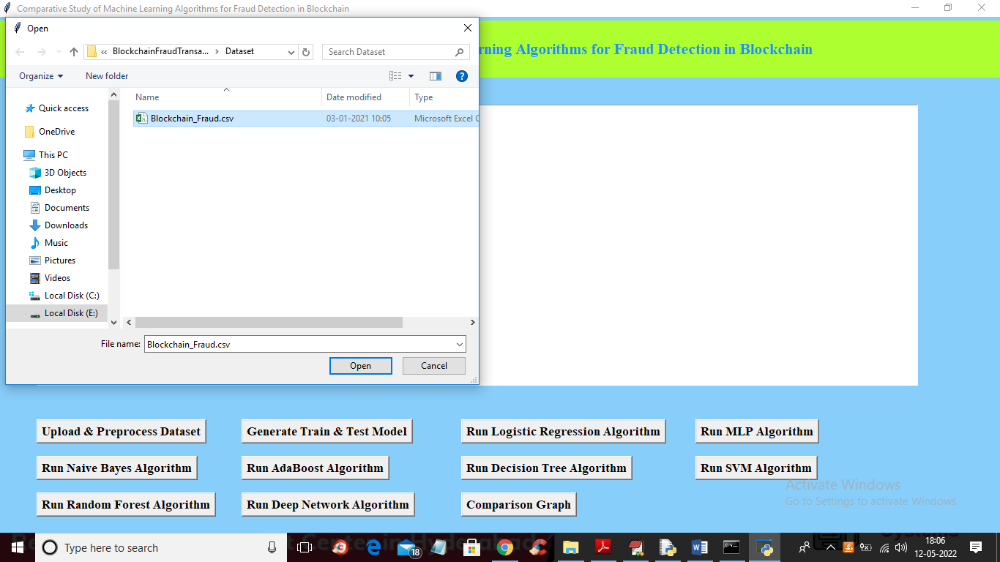 Comparative Study of Machine Learning Algorithms for Fraud Detection in Blockchain
Open
rning Algorithms for Fraud Detection in Blockchain
« BlockchainFraudTransa... › Dataset
Search Dataset
Organize
New folder
Name
Date modified
Type
Blockchain_Fraud.csv
03-01-2021 10:05
Microsoft Excel C
Quick access
OneDrive
This PC
3D Objects
Desktop
Documents
Downloads
Music
Pictures
Videos
Local Disk (C:)
Local Disk (E:)
File name:
Blockchain_Fraud.csv
Open
Cancel
Upload & Preprocess Dataset
Generate Train & Test Model
Run Logistic Regression Algorithm
Run MLP Algorithm
Run Naive Bayes Algorithm
Run AdaBoost Algorithm
Run Decision Tree Algorithm
Run SVM Algorithm
Run Random Forest Algorithm
Run Deep Network Algorithm
Comparison Graph
Activate Windows
Go to Settings to activate Windows.
Type here to search
18
18:06
12-05-2022